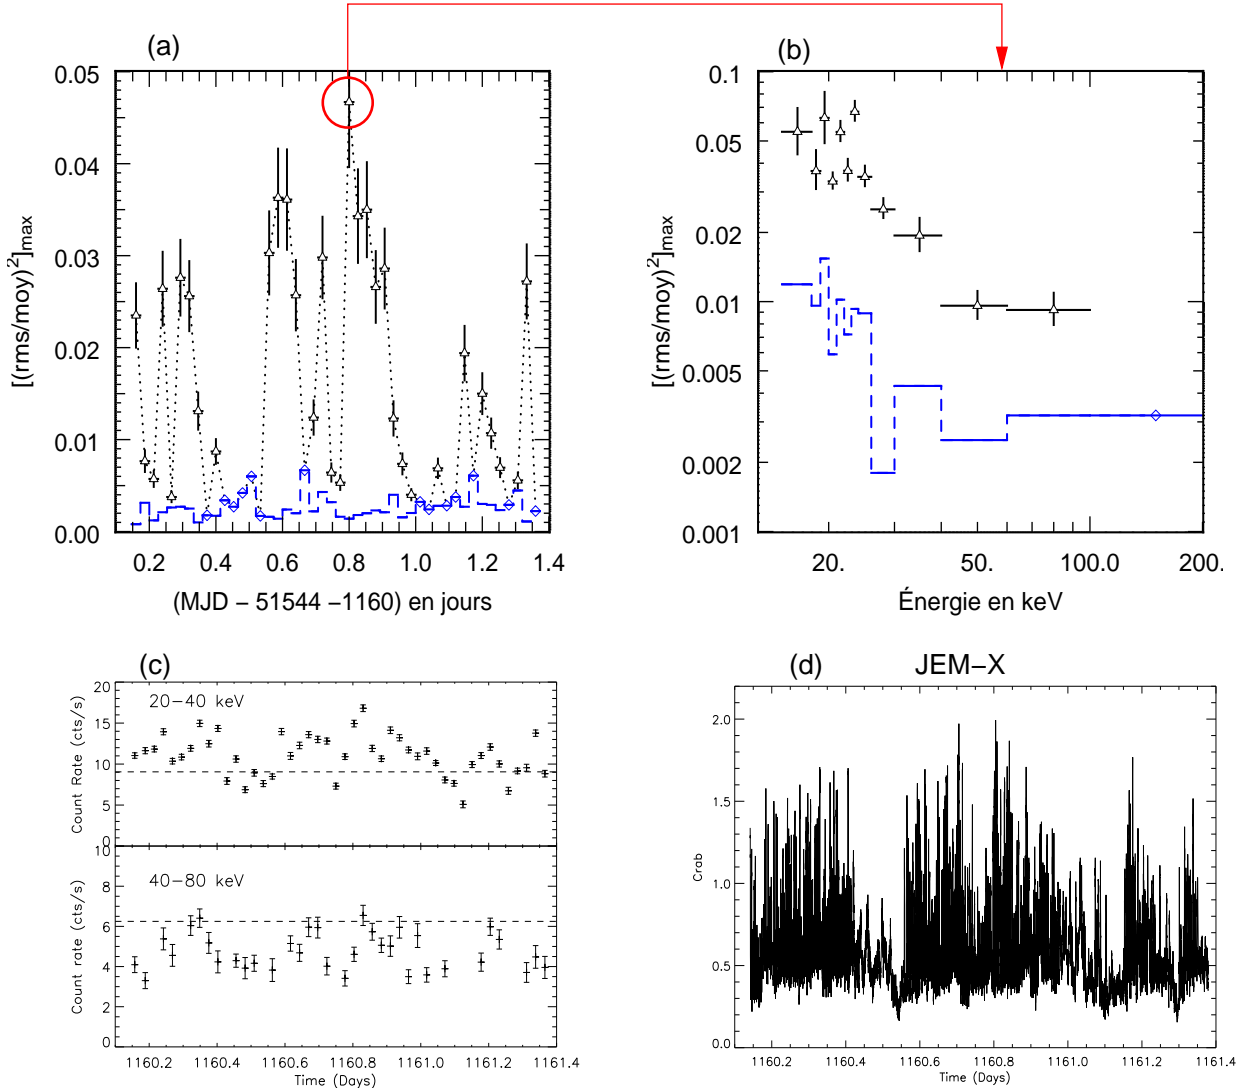 (a)
[(rms/moy)²]max
0.05
0.04
0.03
0.02
0.01
0.00
0.2 0.4 0.6 0.8 1.0 1.2 1.4
(MJD − 51544 −1160) en jours
(b)
[(rms/moy)²]max
0.1
0.05
0.02
0.01
0.005
0.002
0.001
20. 50. 100.0 200.
Énergie en keV
(c)
20−40 keV
Count Rate (cts/s)
20
15
10
5
0
40−80 keV
Count rate (cts/s)
10
8
6
4
2
0
1160.2 1160.4 1160.6 1160.8 1161.0 1161.2 1161.4
Time (Days)
(d) JEM−X
Crab
2.0
1.5
1.0
0.5
0.0
1160.2 1160.4 1160.6 1160.8 1161.0 1161.2 1161.4
Time (Days)